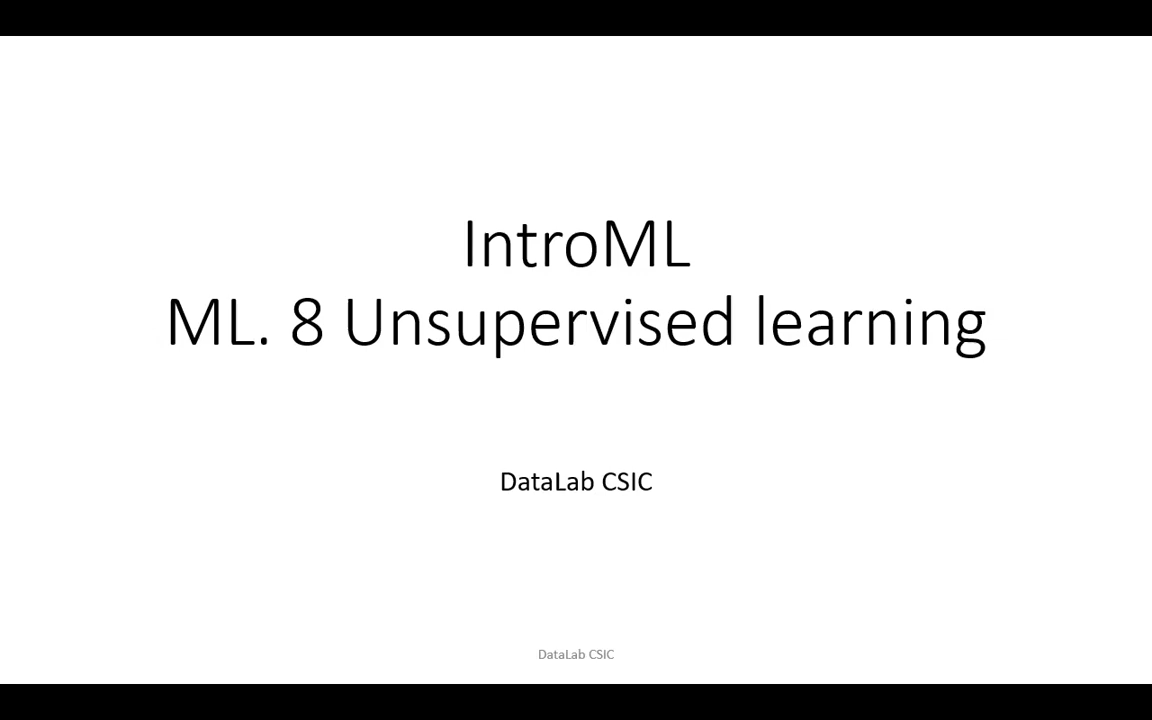 IntroML
ML. 8 Unsupervised learning
DataLab CSIC
DataLab CSIC